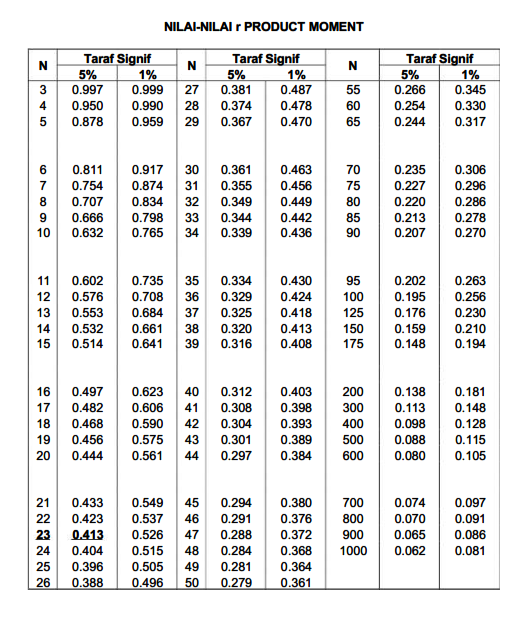 NILAI-NILAI r PRODUCT MOMENT
N Taraf Signif N Taraf Signif N Taraf Signif
5% 1% 5% 1% 5% 1%
3 0.997 0.999 27 0.381 0.487 55 0.266 0.345
4 0.950 0.990 28 0.374 0.478 60 0.254 0.330
5 0.878 0.959 29 0.367 0.470 65 0.244 0.317
6 0.811 0.917 30 0.361 0.463 70 0.235 0.306
7 0.754 0.874 31 0.355 0.456 75 0.227 0.296
8 0.707 0.834 32 0.349 0.449 80 0.220 0.286
9 0.666 0.798 33 0.344 0.442 85 0.213 0.278
10 0.632 0.765 34 0.339 0.436 90 0.207 0.270
11 0.602 0.735 35 0.334 0.430 95 0.202 0.263
12 0.576 0.708 36 0.329 0.424 100 0.195 0.256
13 0.553 0.684 37 0.325 0.418 125 0.176 0.230
14 0.532 0.661 38 0.320 0.413 150 0.159 0.210
15 0.514 0.641 39 0.316 0.408 175 0.148 0.194
16 0.497 0.623 40 0.312 0.403 200 0.138 0.181
17 0.482 0.606 41 0.308 0.398 300 0.113 0.148
18 0.468 0.590 42 0.304 0.393 400 0.098 0.128
19 0.456 0.575 43 0.301 0.389 500 0.088 0.115
20 0.444 0.561 44 0.297 0.384 600 0.080 0.105
21 0.433 0.549 45 0.294 0.380 700 0.074 0.097
22 0.423 0.537 46 0.291 0.376 800 0.070 0.091
23 0.413 0.526 47 0.288 0.372 900 0.065 0.086
24 0.404 0.515 48 0.284 0.368 1000 0.062 0.081
25 0.396 0.505 49 0.281 0.364
26 0.388 0.496 50 0.279 0.361